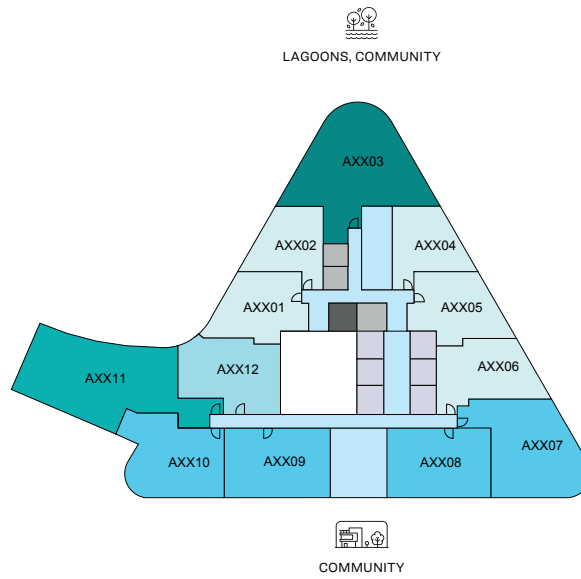 LAGOONS, COMMUNITY
AXX03
AXX02
AXX04
AXX01
AXX05
AXX12
AXX06
AXX11
AXX10
AXX09
AXX08
AXX07
COMMUNITY